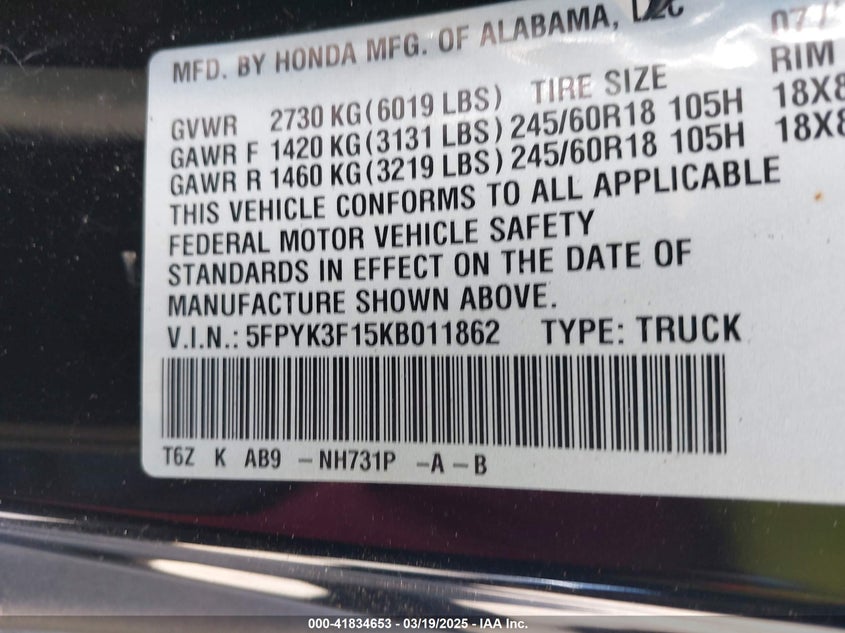 MFD. BY HONDA MFG. OF ALABAMA, LLC 07/
GVWR 2730 KG(6019 LBS) TIRE SIZE RIM
GAWR F 1420 KG(3131 LBS) 245/60R18 105H 18X8
GAWR R 1460 KG(3219 LBS) 245/60R18 105H 18X8
THIS VEHICLE CONFORMS TO ALL APPLICABLE
FEDERAL MOTOR VEHICLE SAFETY
STANDARDS IN EFFECT ON THE DATE OF
MANUFACTURE SHOWN ABOVE.
V.I.N.: 5FPYK3F15KB011862 TYPE: TRUCK
T6Z K AB9 -NH731P -A-B
000-41834653 - 03/19/2025 - IAA Inc.